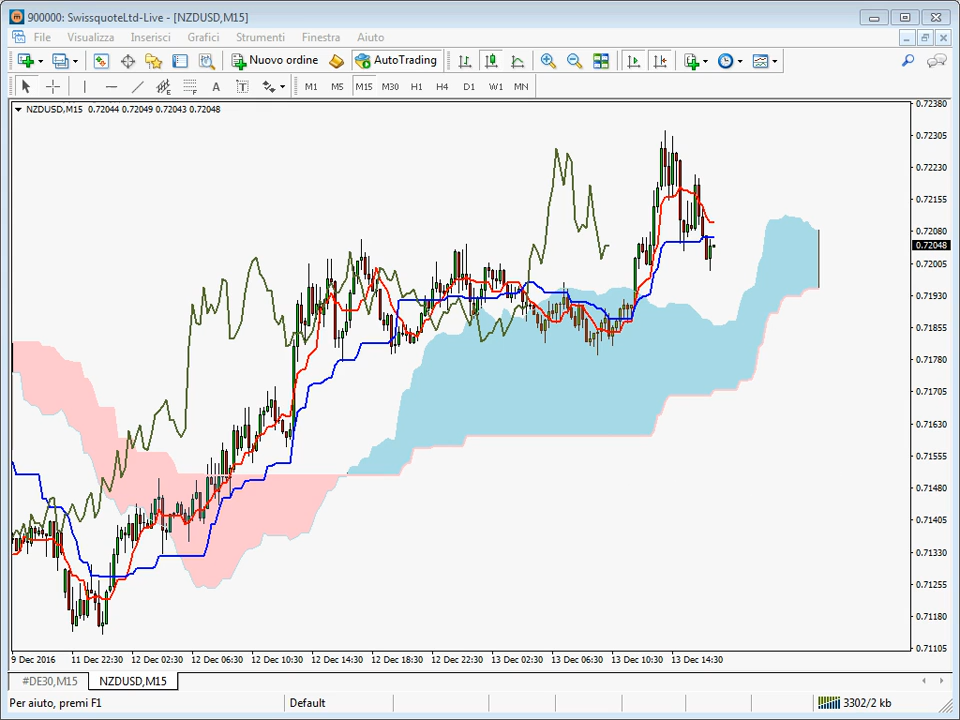 900000: SwissquoteLtd-Live - [NZDUSD,M15]
File Visualizza Inserisci Grafici Strumenti Finestra Aiuto
Nuovo ordine AutoTrading
A T M1 M5 M15 M30 H1 H4 D1 W1 MN
NZDUSD,M15 0.72044 0.72049 0.72043 0.72048
0.72380
0.72305
0.72230
0.72155
0.72080
0.72048
0.72005
0.71930
0.71855
0.71780
0.71705
0.71630
0.71555
0.71480
0.71405
0.71330
0.71255
0.71180
0.71105
9 Dec 2016 11 Dec 22:30 12 Dec 02:30 12 Dec 06:30 12 Dec 10:30 12 Dec 14:30 12 Dec 18:30 12 Dec 22:30 13 Dec 02:30 13 Dec 06:30 13 Dec 10:30 13 Dec 14:30
#DE30,M15 NZDUSD,M15
Per aiuto, premi F1 Default 3302/2 kb